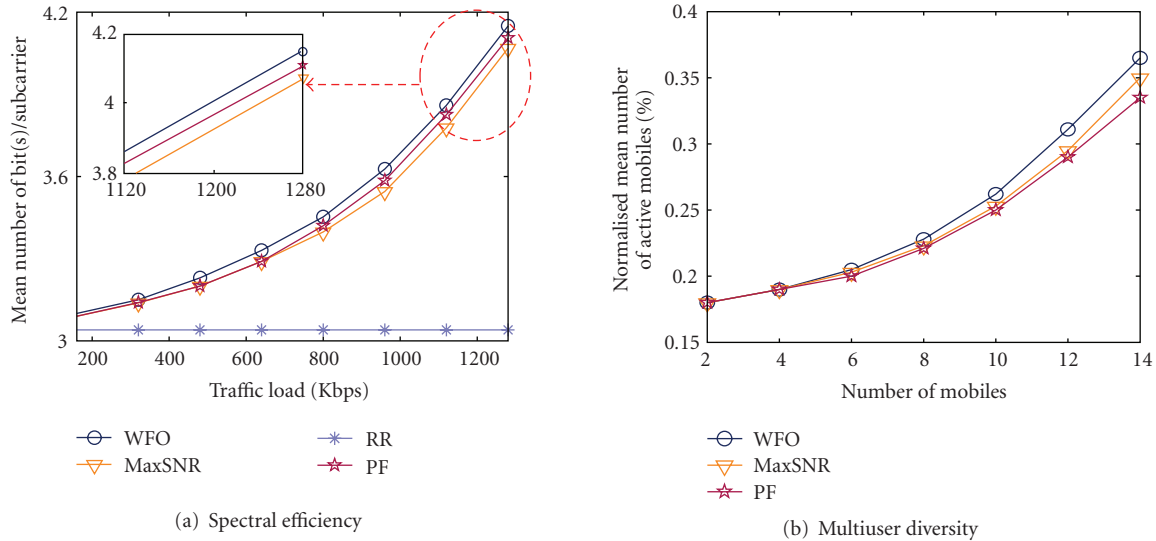 Mean number of bit(s)/subcarrier
4.2
3.6
3
4.2
4
3.8
1120 1200 1280
200 400 600 800 1000 1200
Traffic load (Kbps)
WFO
MaxSNR
RR
PF
(a) Spectral efficiency
Normalised mean number
of active mobiles (%)
0.4
0.35
0.3
0.25
0.2
0.15
2 4 6 8 10 12 14
Number of mobiles
WFO
MaxSNR
PF
(b) Multiuser diversity